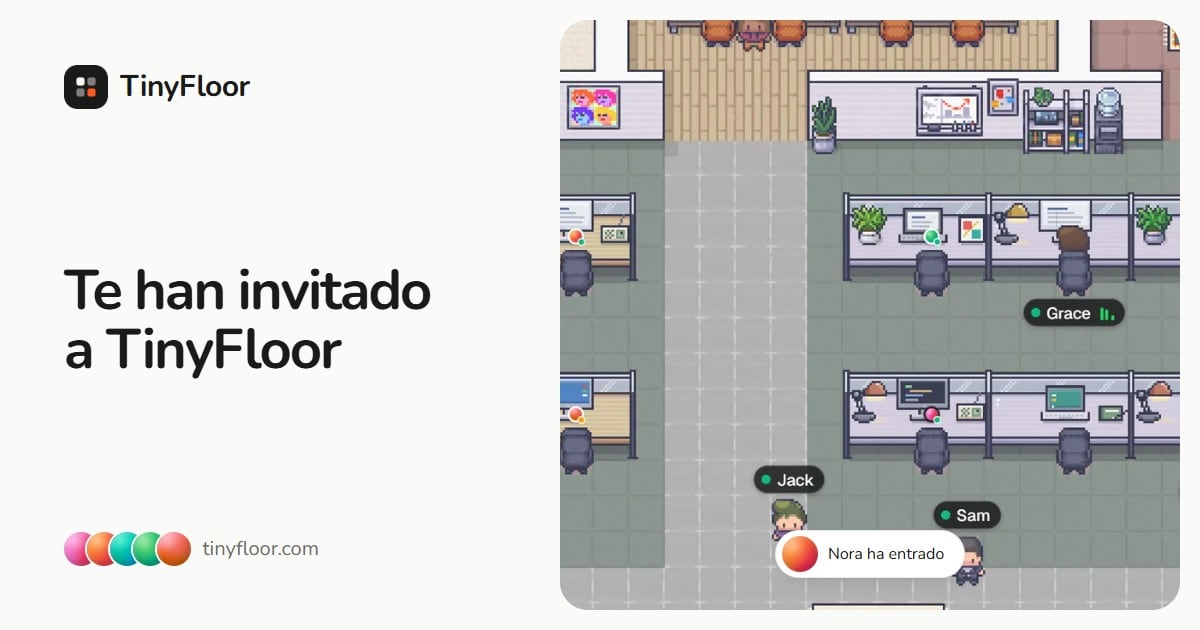 TinyFloor
Te han invitado
a TinyFloor
tinyfloor.com
Grace
Jack
Sam
Nora ha entrado